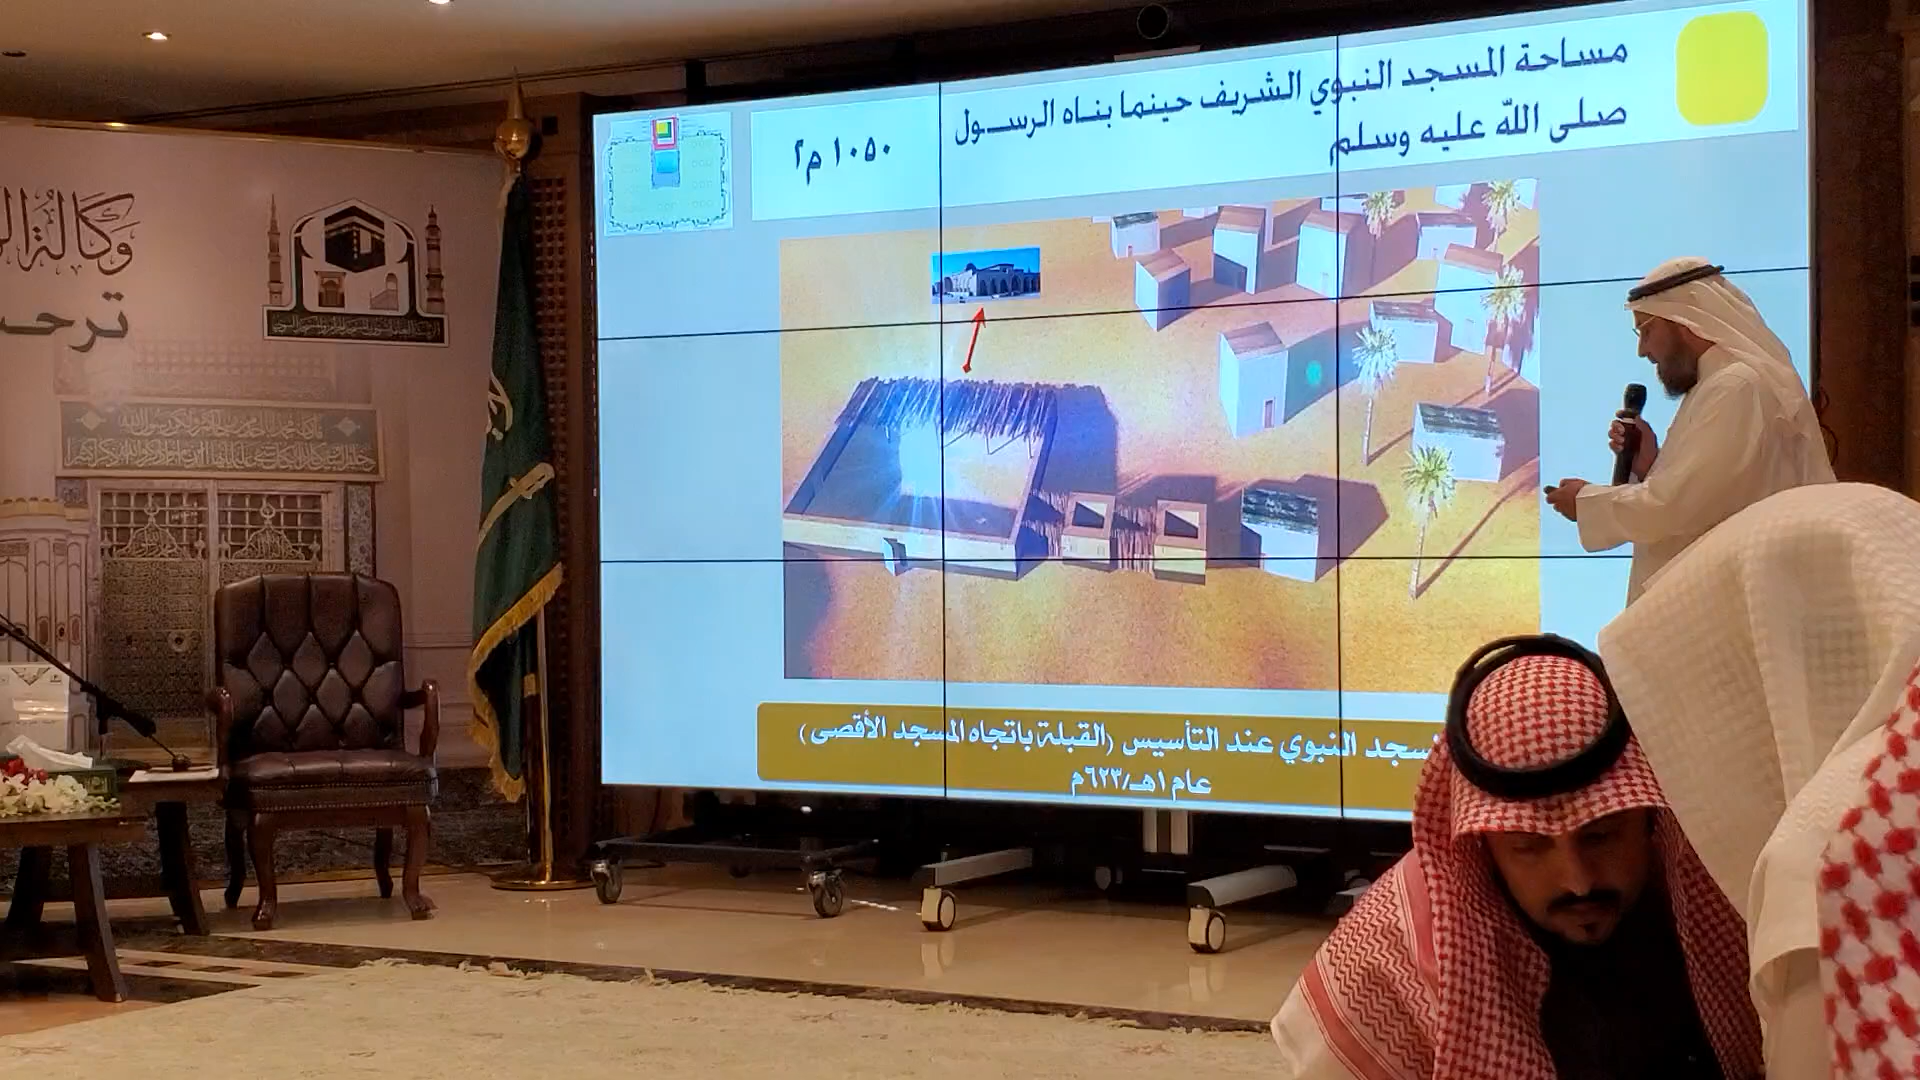 مساحة المسجد النبوي الشريف حينما بناه الرسول
صلى الله عليه وسلم
١٠٥٠ م٢
المسجد النبوي عند التأسيس (القبلة باتجاه المسجد الأقصى)
عام ١هـ/٦٢٣م
وكالة
ترحب